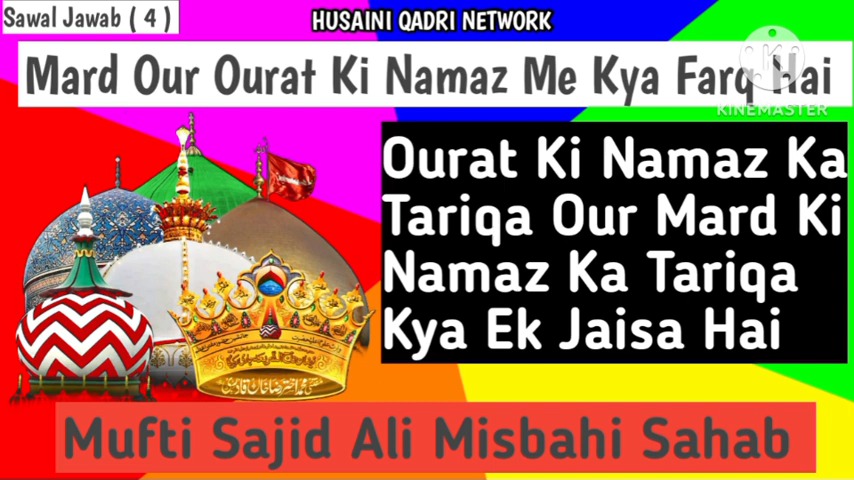 Sawal Jawab ( 4 )
HUSAINI QADRI NETWORK
Mard Our Ourat Ki Namaz Me Kya Farq Hai
KINEMASTER
Ourat Ki Namaz Ka
Tariqa Our Mard Ki
Namaz Ka Tariqa
Kya Ek Jaisa Hai
Mufti Sajid Ali Misbahi Sahab